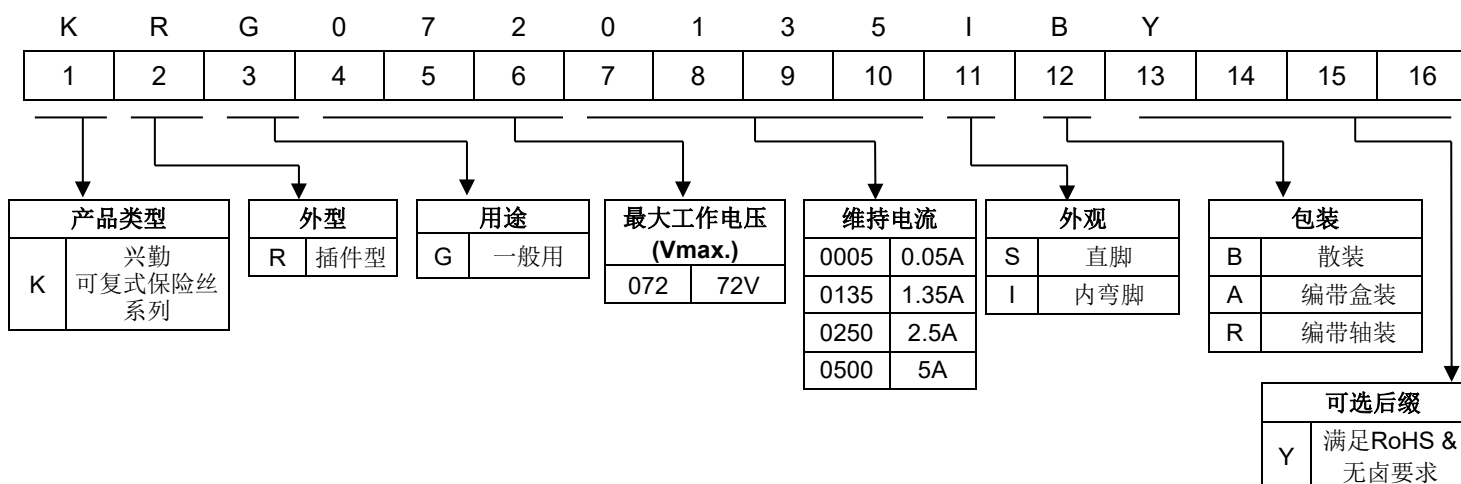 K R G 0 7 2 0 1 3 5 I B Y
1 2 3 4 5 6 7 8 9 10 11 12 13 14 15 16
产品类型
K 兴勤
可复式保险丝
系列
外型
R 插件型
用途
G 一般用
最大工作电压
(Vmax.)
072 72V
维持电流
0005 0.05A
0135 1.35A
0250 2.5A
0500 5A
外观
S 直脚
I 内弯脚
包装
B 散装
A 编带盒装
R 编带轴装
可选后缀
Y 满足RoHS &
无卤要求